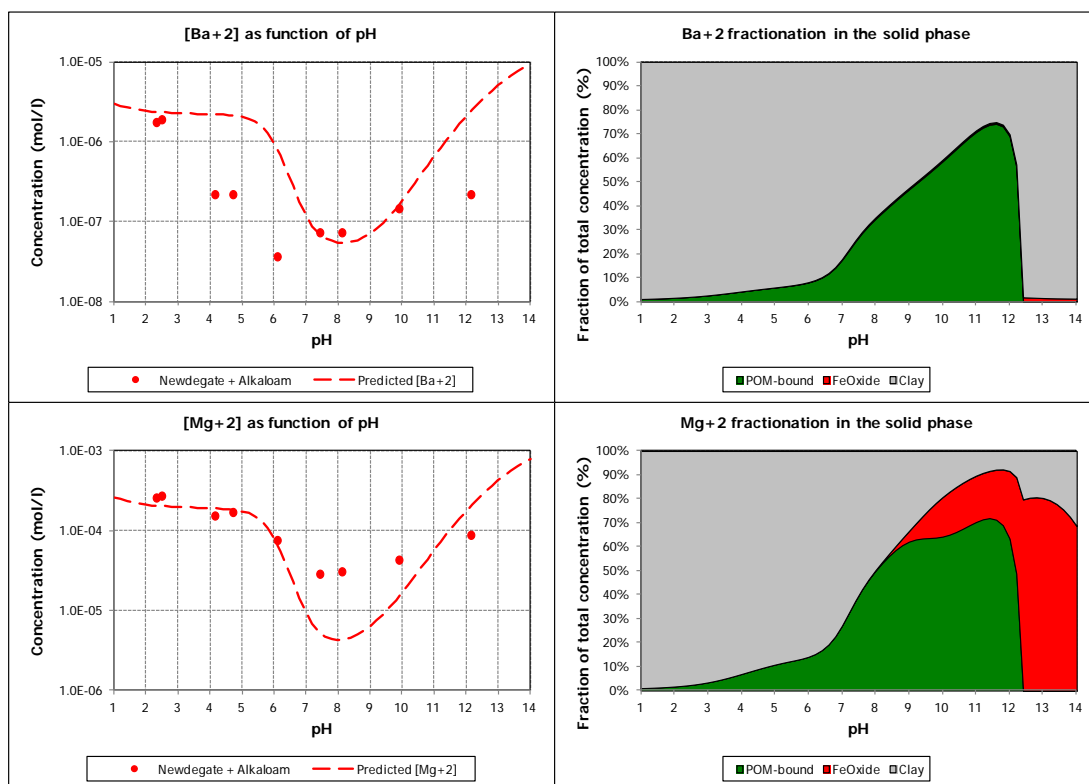 [Ba+2] as function of pH
Concentration (mol/l)
1.0E-05
1.0E-06
1.0E-07
1.0E-08
1 2 3 4 5 6 7 8 9 10 11 12 13 14
pH
Newdegate + Alkaloam Predicted [Ba+2]
Ba+2 fractionation in the solid phase
Fraction of total concentration (%)
100%
90%
80%
70%
60%
50%
40%
30%
20%
10%
0%
1 2 3 4 5 6 7 8 9 10 11 12 13 14
pH
POM-bound FeOxide Clay
[Mg+2] as function of pH
Concentration (mol/l)
1.0E-03
1.0E-04
1.0E-05
1.0E-06
1 2 3 4 5 6 7 8 9 10 11 12 13 14
pH
Newdegate + Alkaloam Predicted [Mg+2]
Mg+2 fractionation in the solid phase
Fraction of total concentration (%)
100%
90%
80%
70%
60%
50%
40%
30%
20%
10%
0%
1 2 3 4 5 6 7 8 9 10 11 12 13 14
pH
POM-bound FeOxide Clay